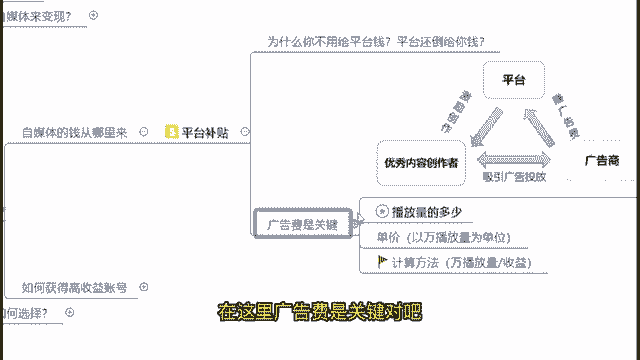 媒体来变现?
为什么你不用给平台钱? 平台还倒给你钱?
平台
自媒体的钱从哪里来
平台补贴
优秀内容创作者
广告商
吸引广告投放
播放量的多少
广告费是关键
单价 (以万播放量为单位)
计算方法 (万播放量/收益)
如何获得高收益账号
如何选择?
在这里广告费是关键对吧